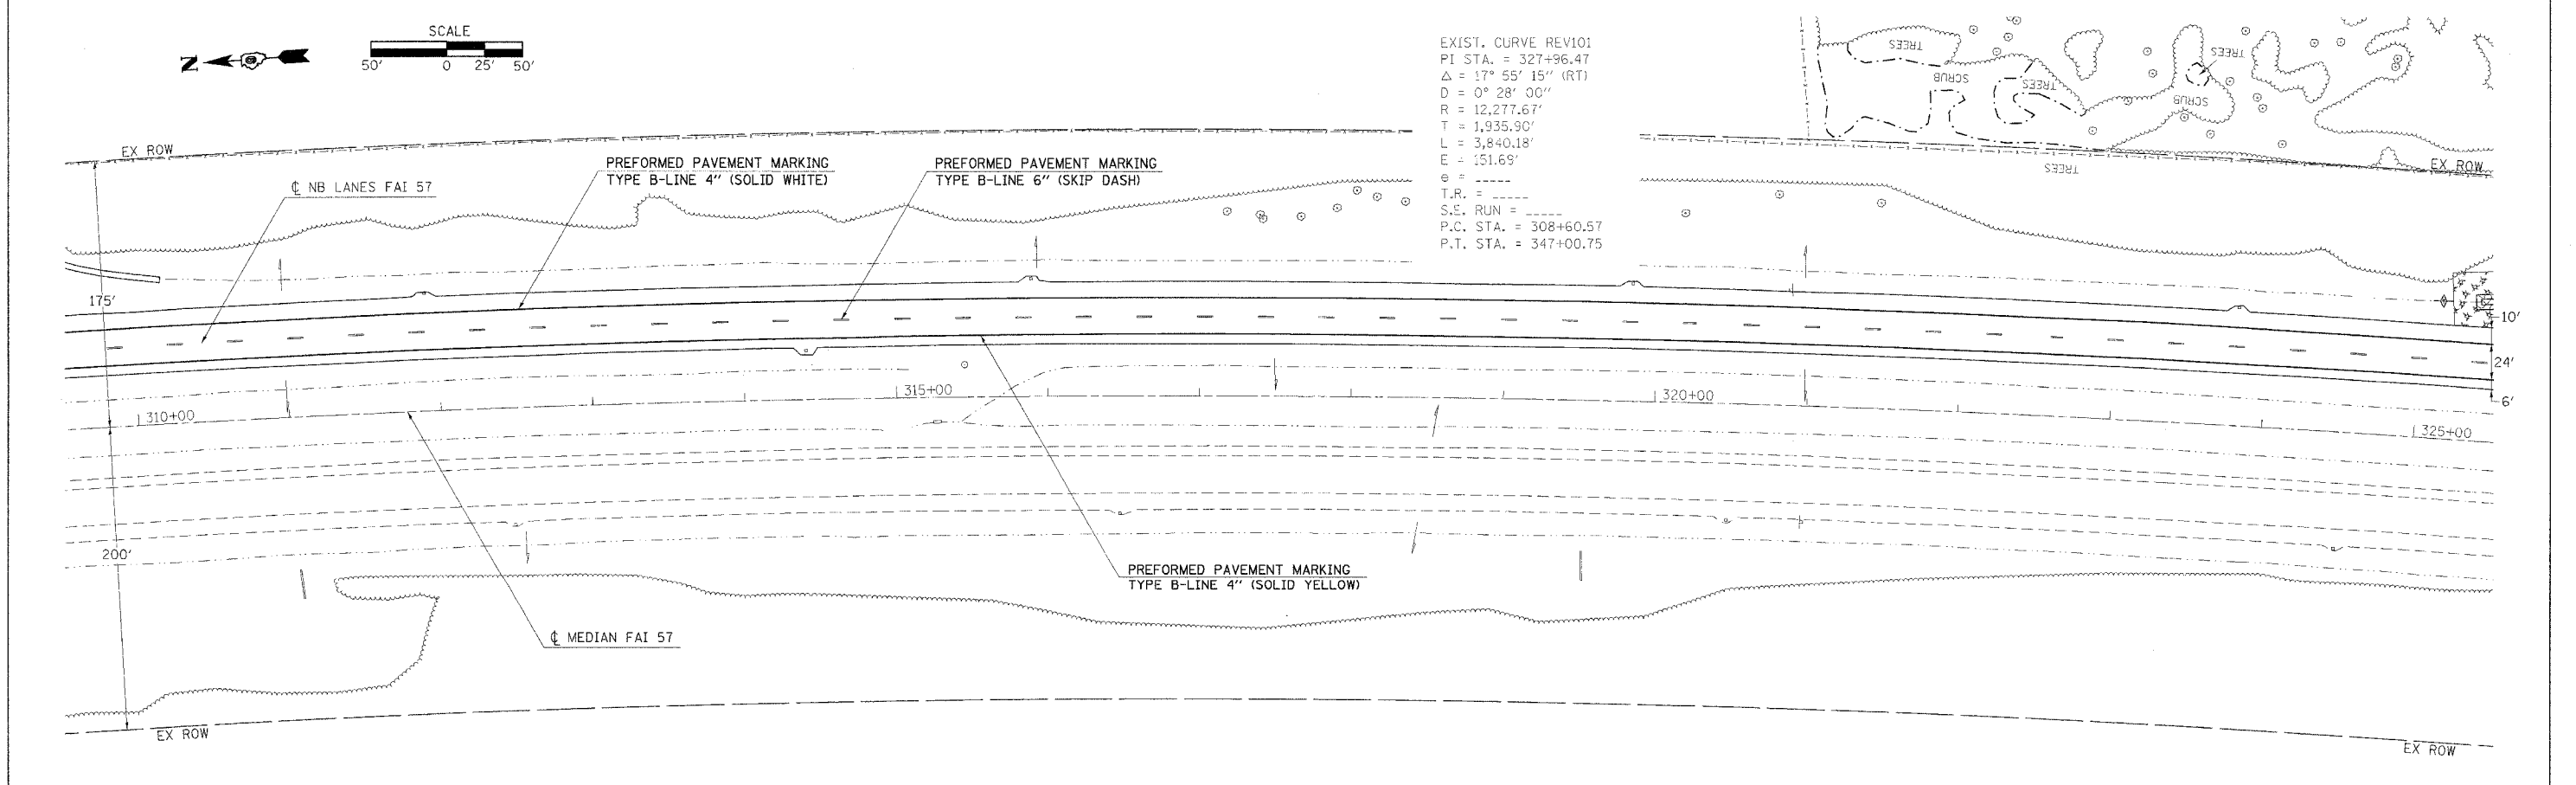 SCALE
50' 0 25' 50'
N
EXIST. CURVE REV101
PI STA. = 327+96.47
△ = 17° 55' 15" (RT)
D = 0° 28' 00"
R = 12,277.67'
T = 1,935.90'
L = 3,840.18'
E = 151.69'
e = _____
T.R. = _____
S.E. RUN = _____
P.C. STA. = 308+60.57
P.T. STA. = 347+00.75
TREES
SCRUB
TREES
TREES
SCRUB
TREES
TREES
EX ROW
EX ROW
℄ NB LANES FAI 57
PREFORMED PAVEMENT MARKING
TYPE B-LINE 4" (SOLID WHITE)
PREFORMED PAVEMENT MARKING
TYPE B-LINE 6" (SKIP DASH)
175'
10'
24'
6'
310+00
315+00
320+00
325+00
200'
PREFORMED PAVEMENT MARKING
TYPE B-LINE 4" (SOLID YELLOW)
℄ MEDIAN FAI 57
EX ROW
EX ROW